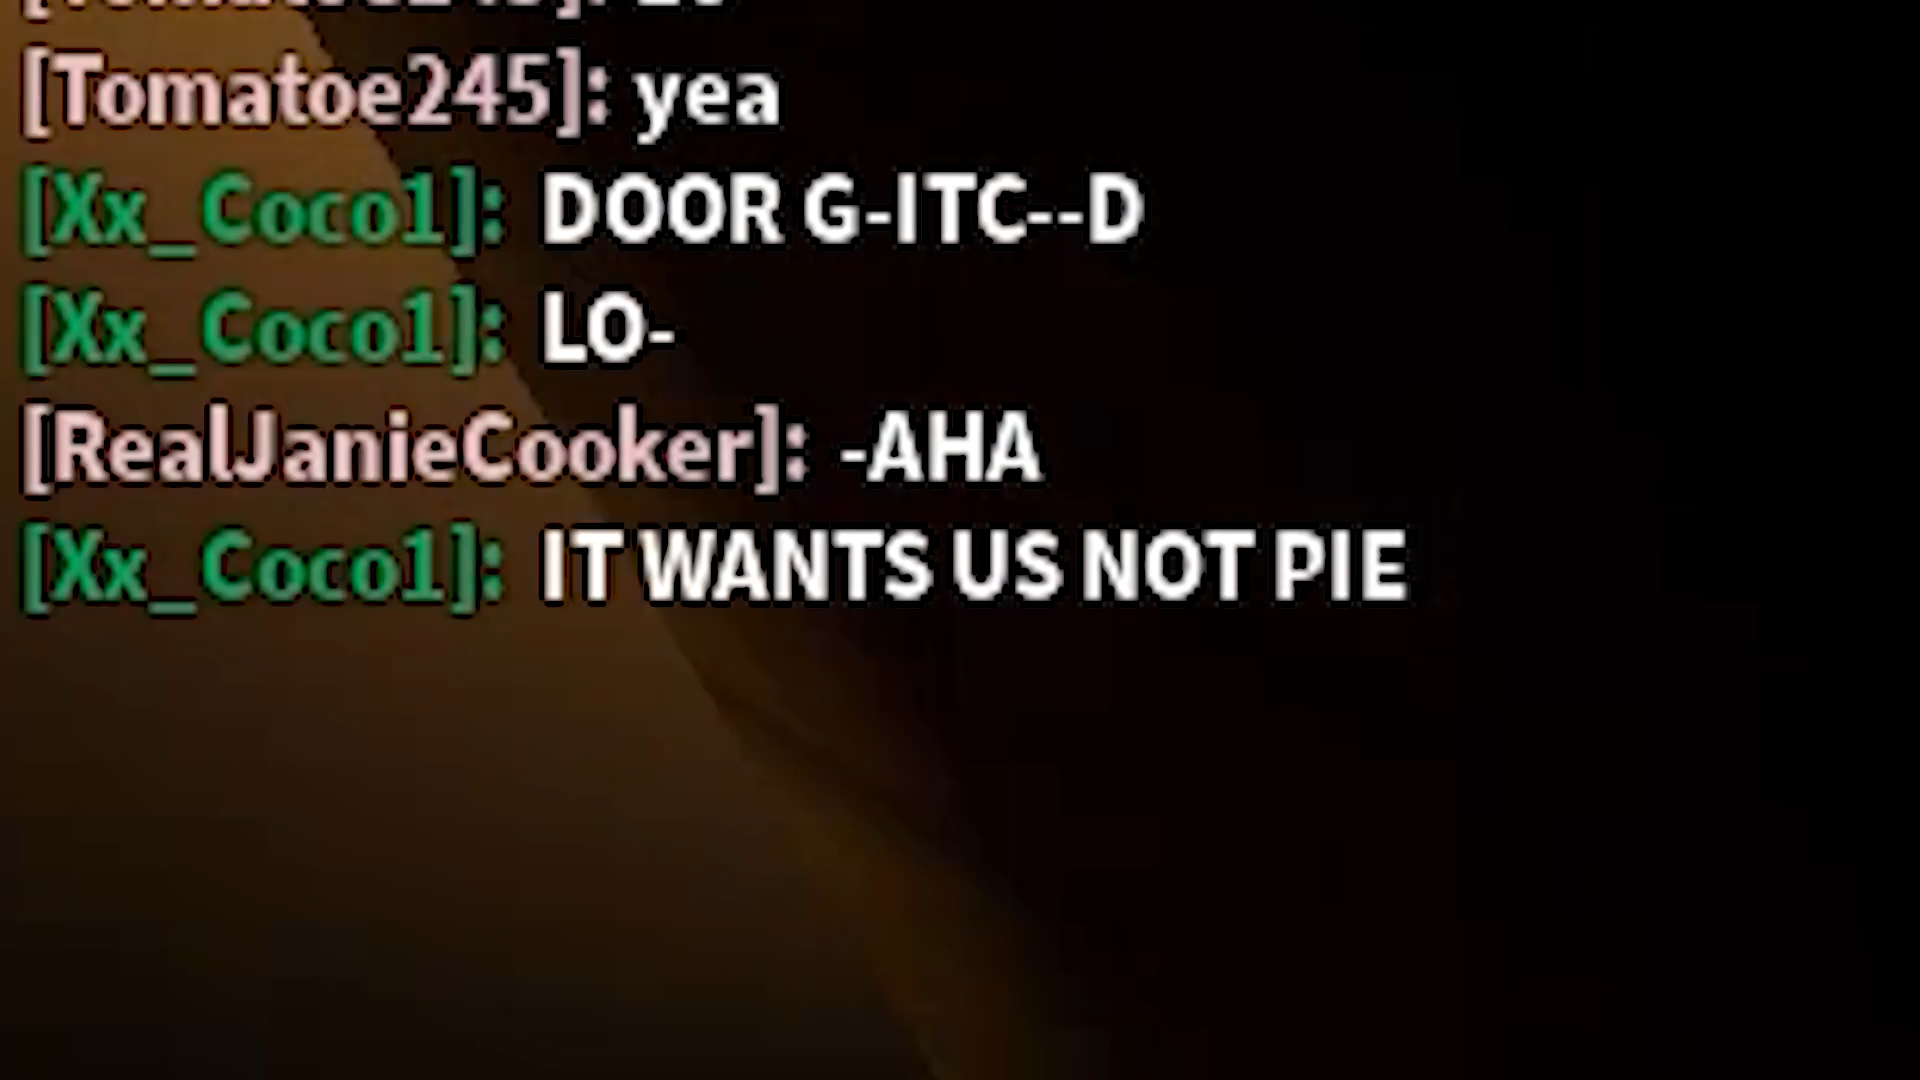 [Tomatoe245]: yea
[Xx_Coco1]: DOOR G-ITC--D
[Xx_Coco1]: LO-
[RealJanieCooker]: -AHA
[Xx_Coco1]: IT WANTS US NOT PIE